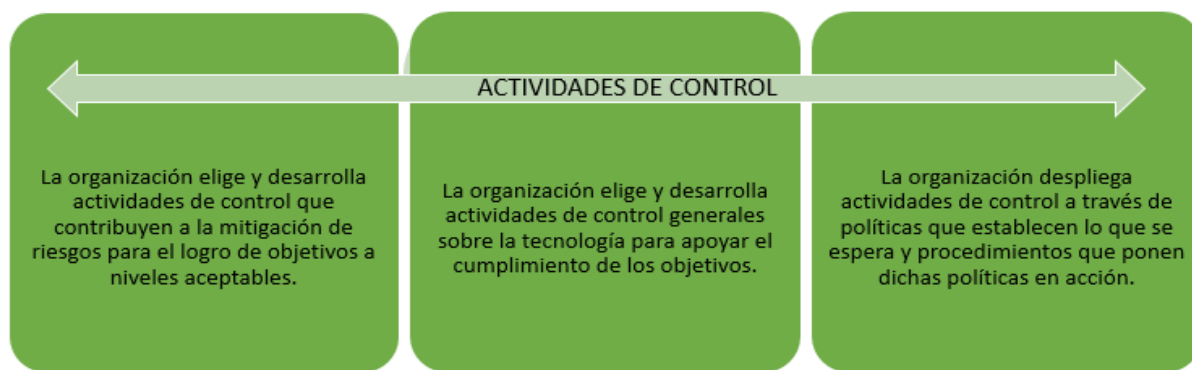 ACTIVIDADES DE CONTROL
La organización elige y desarrolla
actividades de control que
contribuyen a la mitigación de
riesgos para el logro de objetivos a
niveles aceptables.
La organización elige y desarrolla
actividades de control generales
sobre la tecnología para apoyar el
cumplimiento de los objetivos.
La organización despliega
actividades de control a través de
políticas que establecen lo que se
espera y procedimientos que ponen
dichas políticas en acción.